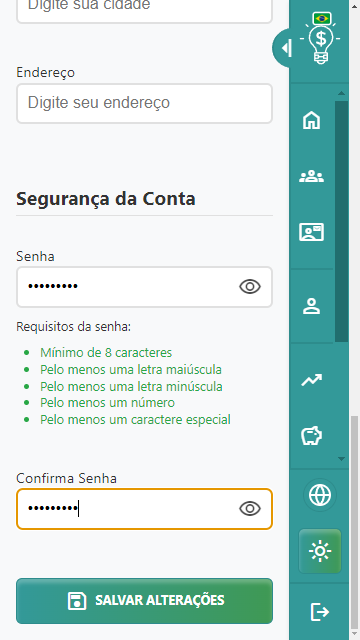 Digite sua cidade
Endereço
Digite seu endereço
Segurança da Conta
Senha
•••••••••
Requisitos da senha:
• Mínimo de 8 caracteres
• Pelo menos uma letra maiúscula
• Pelo menos uma letra minúscula
• Pelo menos um número
• Pelo menos um caractere especial
Confirma Senha
•••••••••
SALVAR ALTERAÇÕES
$